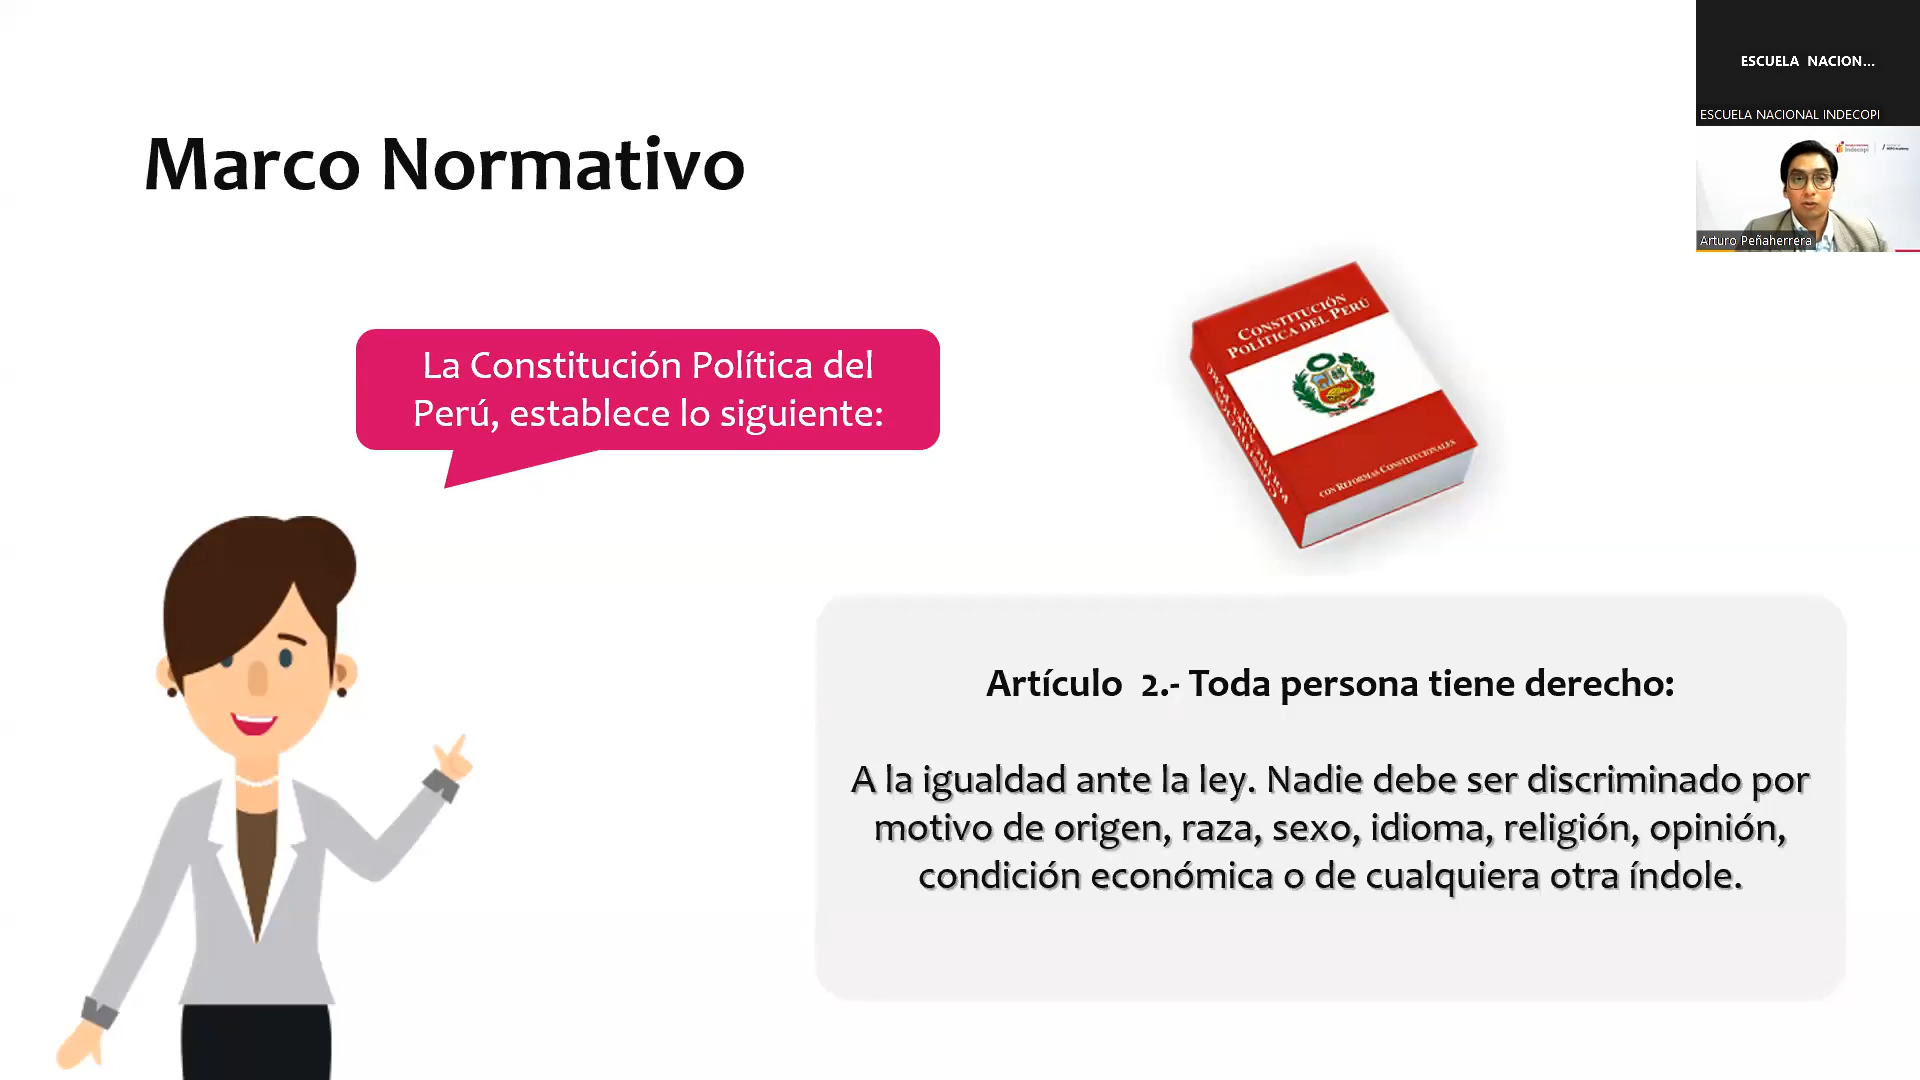 ESCUELA NACION...
ESCUELA NACIONAL INDECOPI
Arturo Peñaherrera
Marco Normativo
La Constitución Política del
Perú, establece lo siguiente:
CONSTITUCIÓN
POLÍTICA DEL PERÚ
CON REFORMAS CONSTITUCIONALES
Artículo 2.- Toda persona tiene derecho:
A la igualdad ante la ley. Nadie debe ser discriminado por
motivo de origen, raza, sexo, idioma, religión, opinión,
condición económica o de cualquiera otra índole.